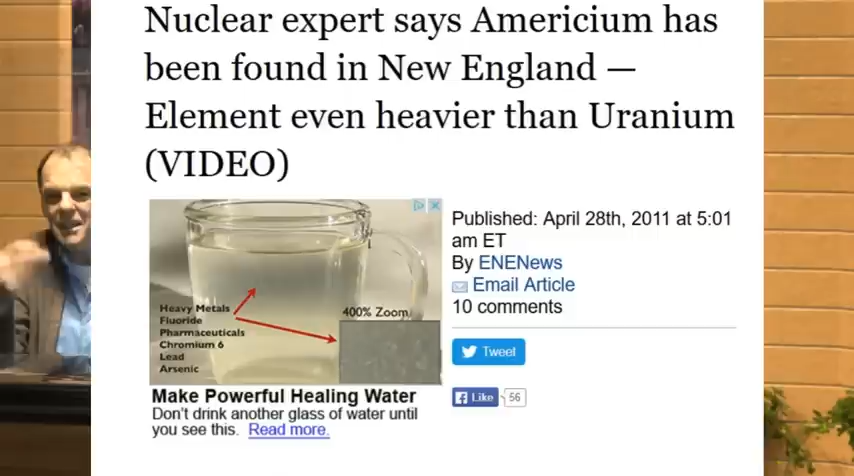 Nuclear expert says Americium has
been found in New England —
Element even heavier than Uranium
(VIDEO)
Heavy Metals
Fluoride
Pharmaceuticals
Chromium 6
Lead
Arsenic
400% Zoom
Make Powerful Healing Water
Don't drink another glass of water until
you see this. Read more.
Published: April 28th, 2011 at 5:01
am ET
By ENENews
Email Article
10 comments
Tweet
Like 56